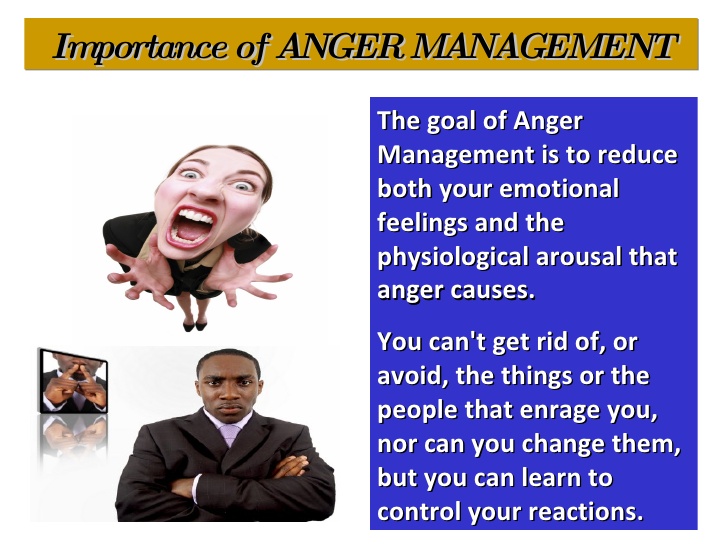 Importance of ANGER MANAGEMENT
The goal of Anger
Management is to reduce
both your emotional
feelings and the
physiological arousal that
anger causes.
You can't get rid of, or
avoid, the things or the
people that enrage you,
nor can you change them,
but you can learn to
control your reactions.